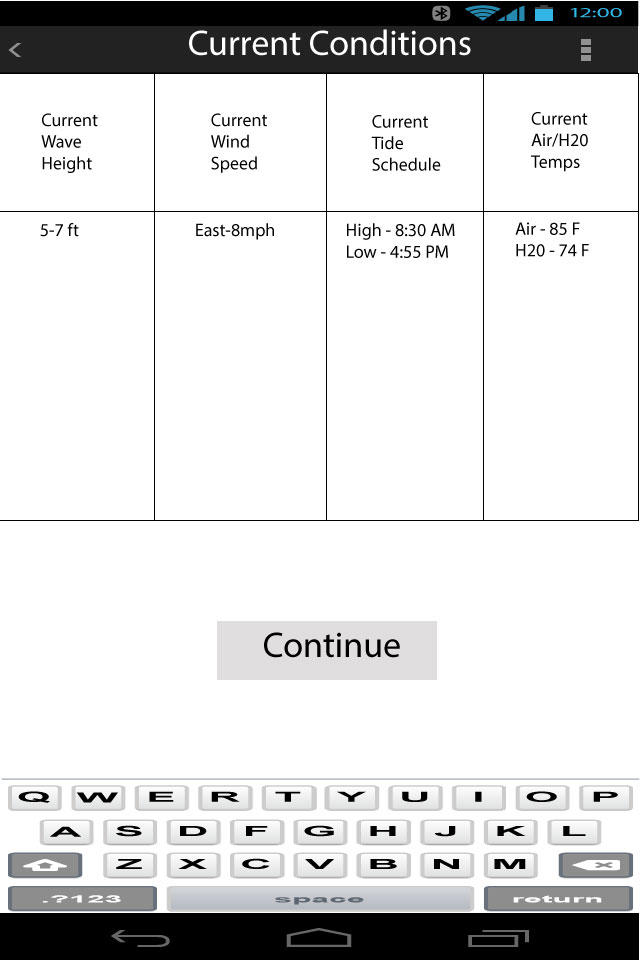 12:00
Current Conditions
Current
Wave
Height
Current
Wind
Speed
Current
Tide
Schedule
Current
Air/H20
Temps
5-7 ft
East-8mph
High - 8:30 AM
Low - 4:55 PM
Air - 85 F
H20 - 74 F
Continue
Q W E R T Y U I O P
A S D F G H J K L
Z X C V B N M
.?123 space return